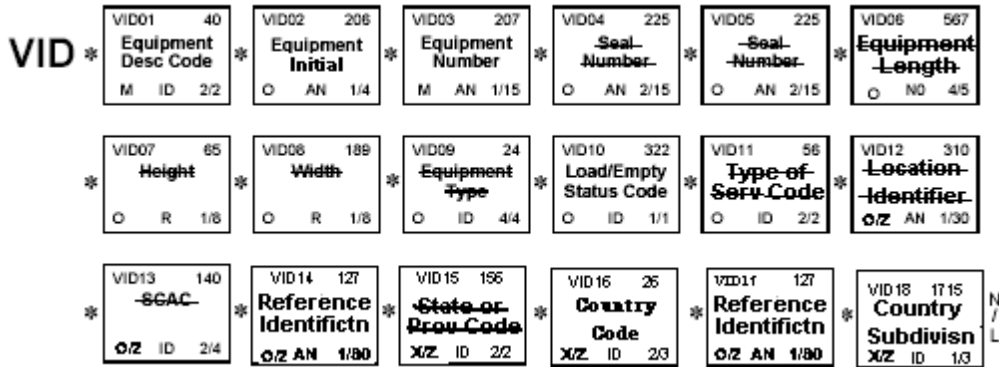 VID * VID01 40 * VID02 206 * VID03 207 * VID04 225 * VID05 225 * VID06 567
Equipment Desc Code Equipment Initial Equipment Number Seal Number Seal Number Equipment Length
M ID 2/2 O AN 1/4 M AN 1/15 O AN 2/15 O AN 2/15 O N0 4/5
* VID07 65 * VID08 189 * VID09 24 * VID10 322 * VID11 56 * VID12 310
Height Width Equipment Type Load/Empty Status Code Type of Serv Code Location Identifier
O R 1/8 O R 1/8 O ID 4/4 O ID 1/1 O ID 2/2 O/Z AN 1/30
* VID13 140 * VID14 127 * VID15 156 * VID16 26 * VID17 127 * VID18 1715 N
SCAC Reference Identifictn State or Prov Code Country Code Reference Identifictn Country Subdivisn /
O/Z ID 2/4 O/Z AN 1/80 X/Z ID 2/2 X/Z ID 2/3 O/Z AN 1/80 X/Z ID 1/3 L